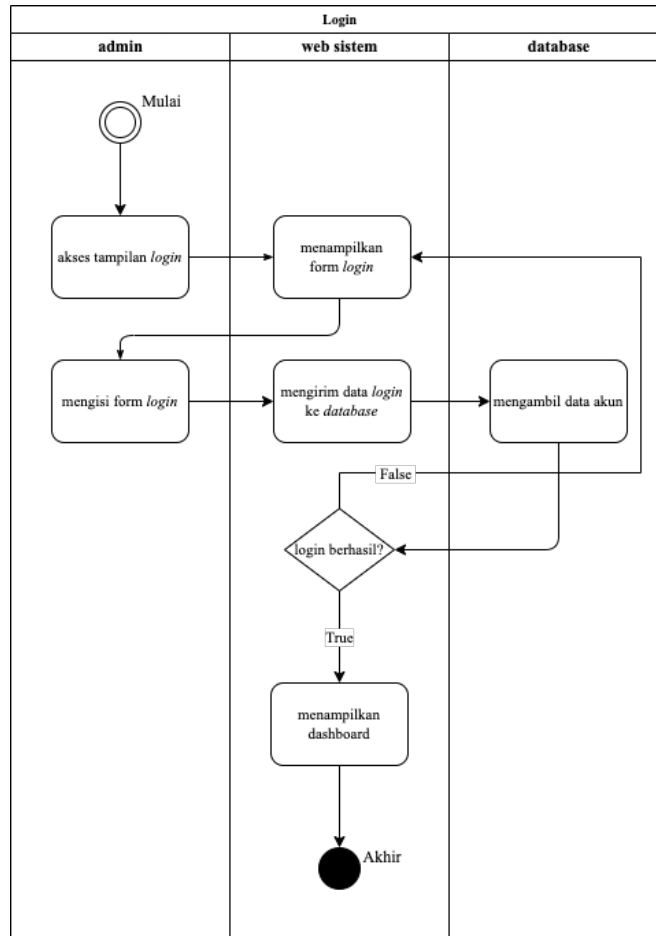 Login
admin
web sistem
database
Mulai
akses tampilan login
menampilkan
form login
mengisi form login
mengirim data login
ke database
mengambil data akun
False
login berhasil?
True
menampilkan
dashboard
Akhir